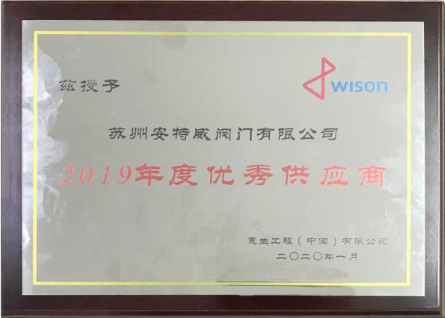 兹授予
wison
苏州安特威阀门有限公司
2019年度优秀供应商
惠生工程（中国）有限公司
二〇二〇年一月